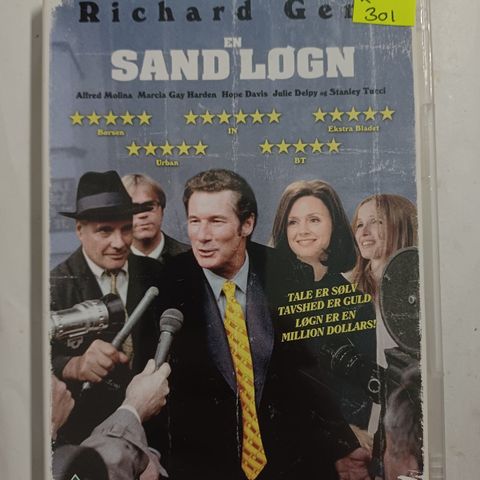 Richard Ge
301
EN
SAND LØGN
Alfred Molina Marcia Gay Harden Hope Davis Julie Delpy og Stanley Tucci
Børsen
IN
Ekstra Bladet
Urban
BT
TALE ER SØLV
TAVSHED ER GULD
LØGN ER EN
MILLION DOLLARS!